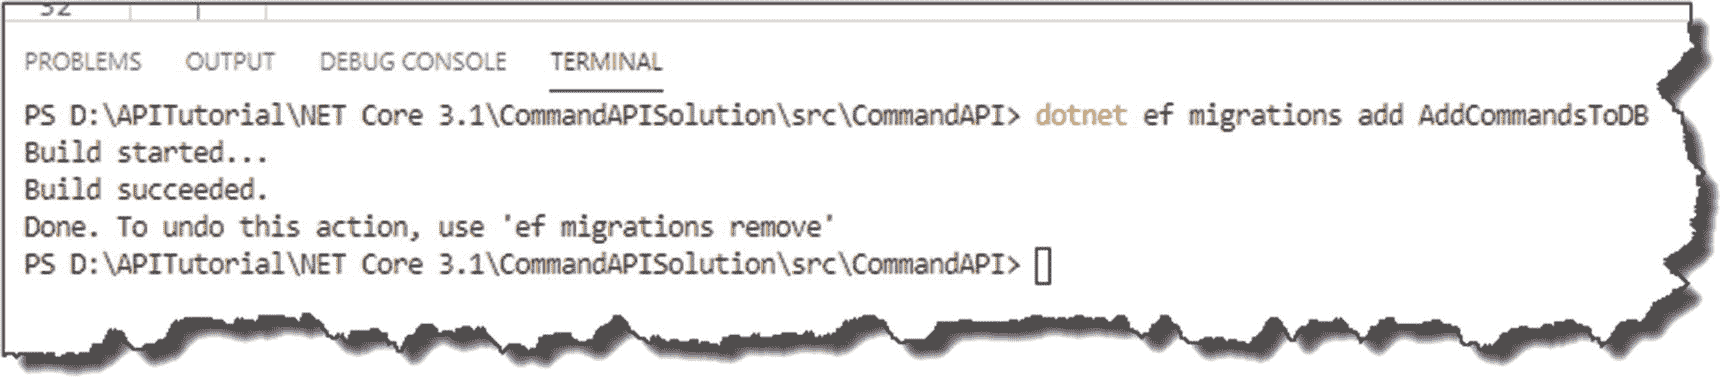 32
PROBLEMS OUTPUT DEBUG CONSOLE TERMINAL
PS D:\APITutorial\NET Core 3.1\CommandAPISolution\src\CommandAPI> dotnet ef migrations add AddCommandsToDB
Build started...
Build succeeded.
Done. To undo this action, use 'ef migrations remove'
PS D:\APITutorial\NET Core 3.1\CommandAPISolution\src\CommandAPI>